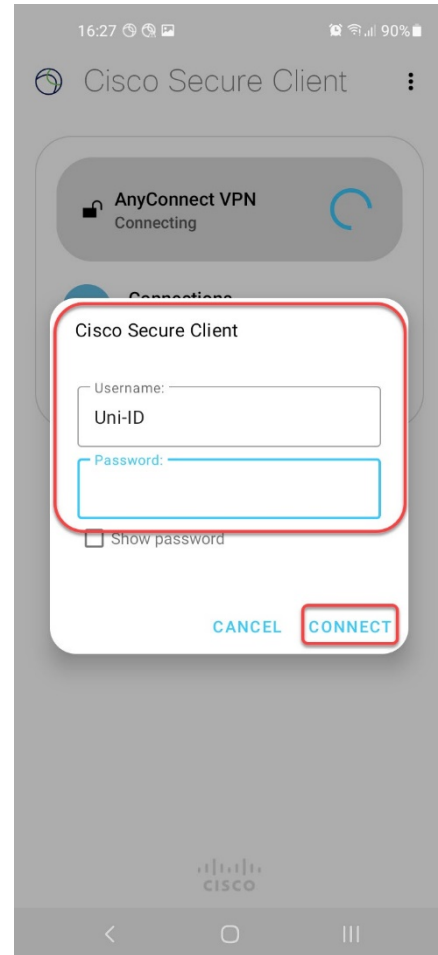 16:27 90%
Cisco Secure Client
AnyConnect VPN
Connecting
Connections
Cisco Secure Client
Username:
Uni-ID
Password:
Show password
CANCEL CONNECT
CISCO